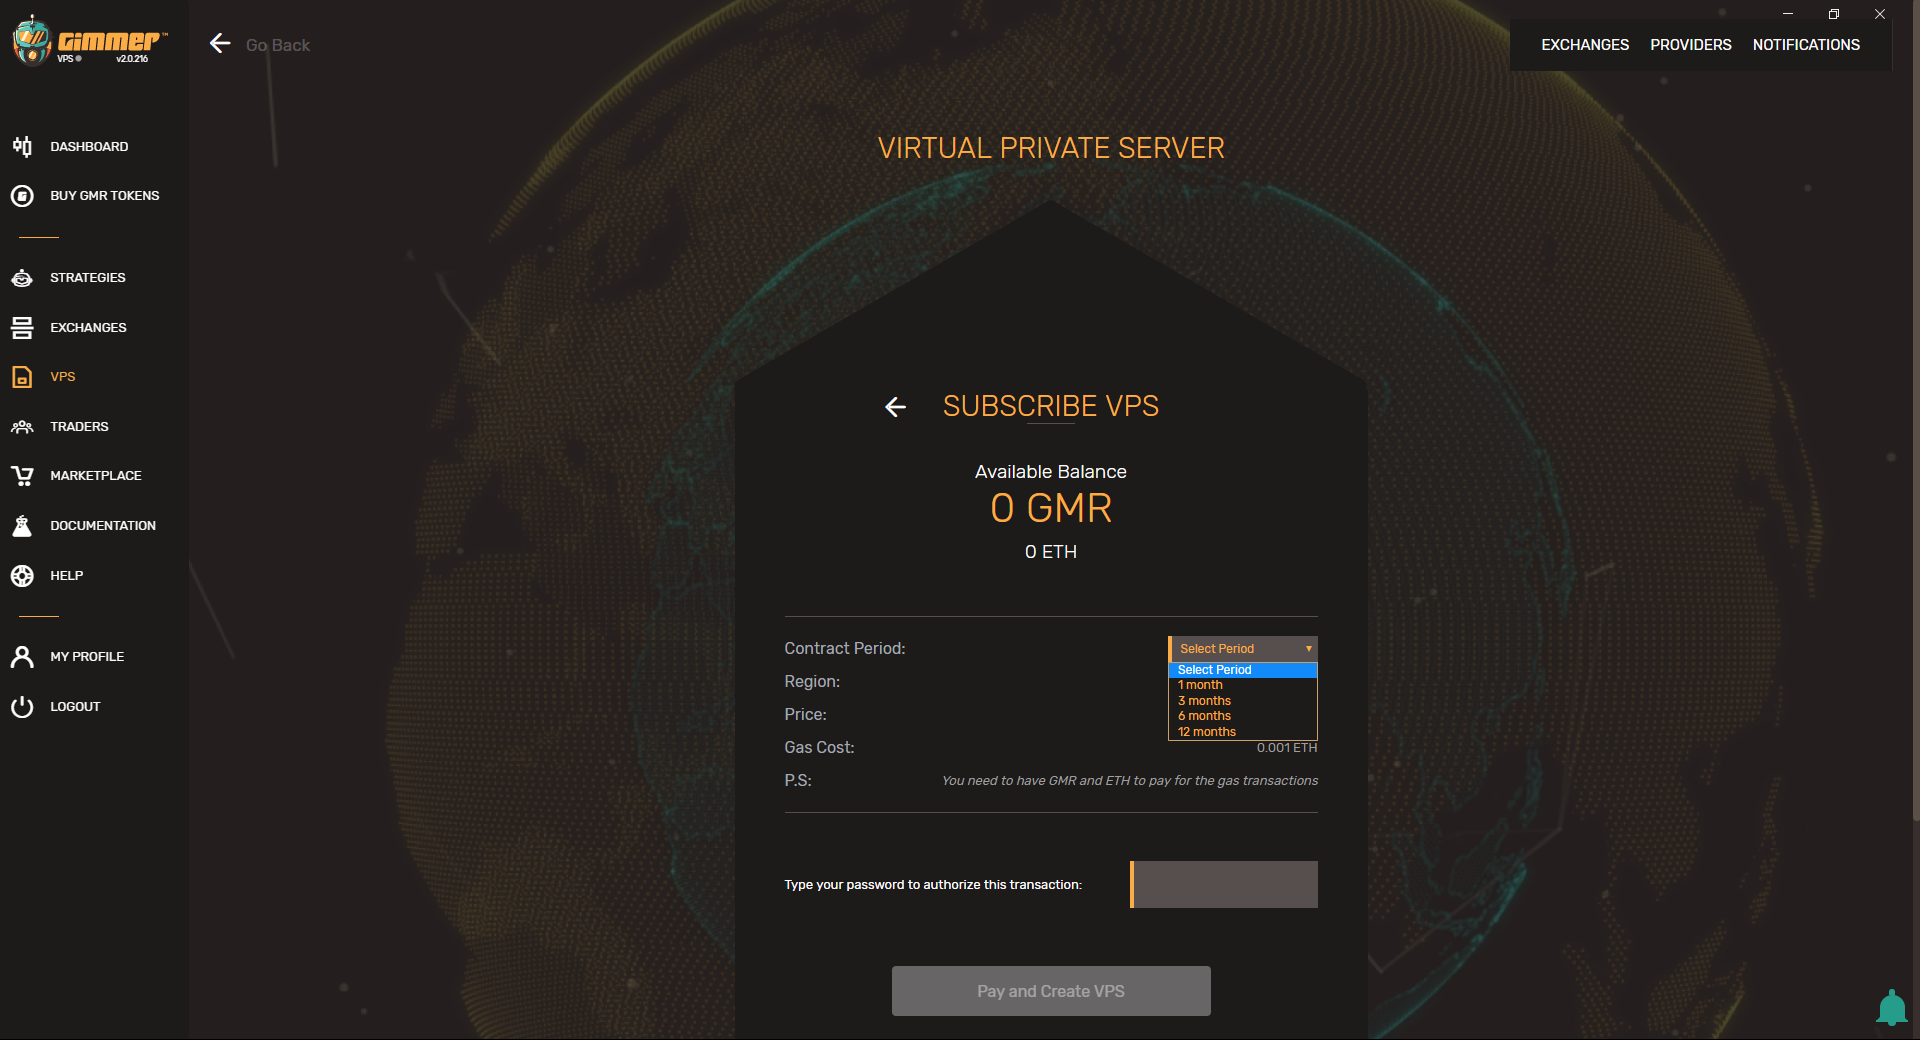 Gimmer™
VPS
v2.0.216
Go Back
EXCHANGES PROVIDERS NOTIFICATIONS
DASHBOARD
BUY GMR TOKENS
STRATEGIES
EXCHANGES
VPS
TRADERS
MARKETPLACE
DOCUMENTATION
HELP
MY PROFILE
LOGOUT
VIRTUAL PRIVATE SERVER
SUBSCRIBE VPS
Available Balance
0 GMR
0 ETH
Contract Period:
Select Period
Select Period
1 month
3 months
6 months
12 months
Region:
Price:
Gas Cost:
0.001 ETH
P.S:
You need to have GMR and ETH to pay for the gas transactions
Type your password to authorize this transaction:
Pay and Create VPS